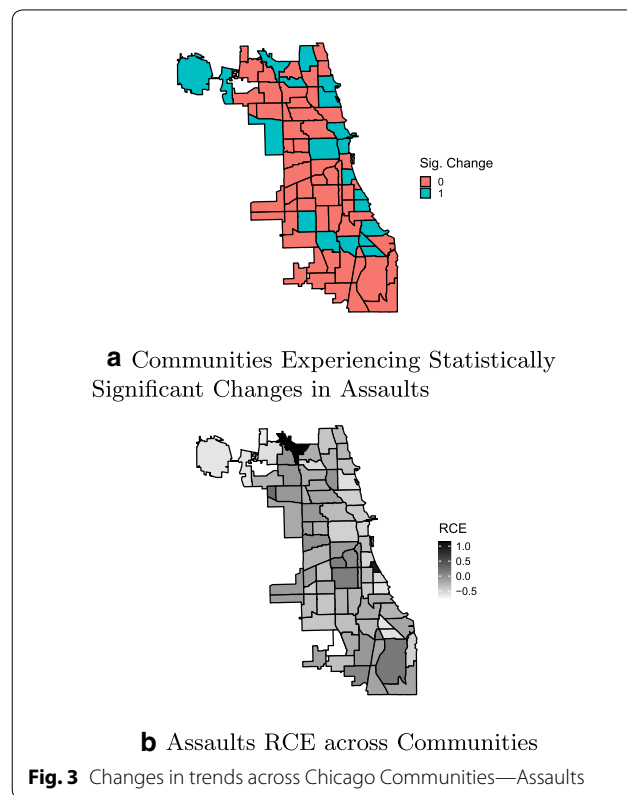 Sig. Change
0
1
a Communities Experiencing Statistically
Significant Changes in Assaults
RCE
1.0
0.5
0.0
−0.5
b Assaults RCE across Communities
Fig. 3 Changes in trends across Chicago Communities—Assaults